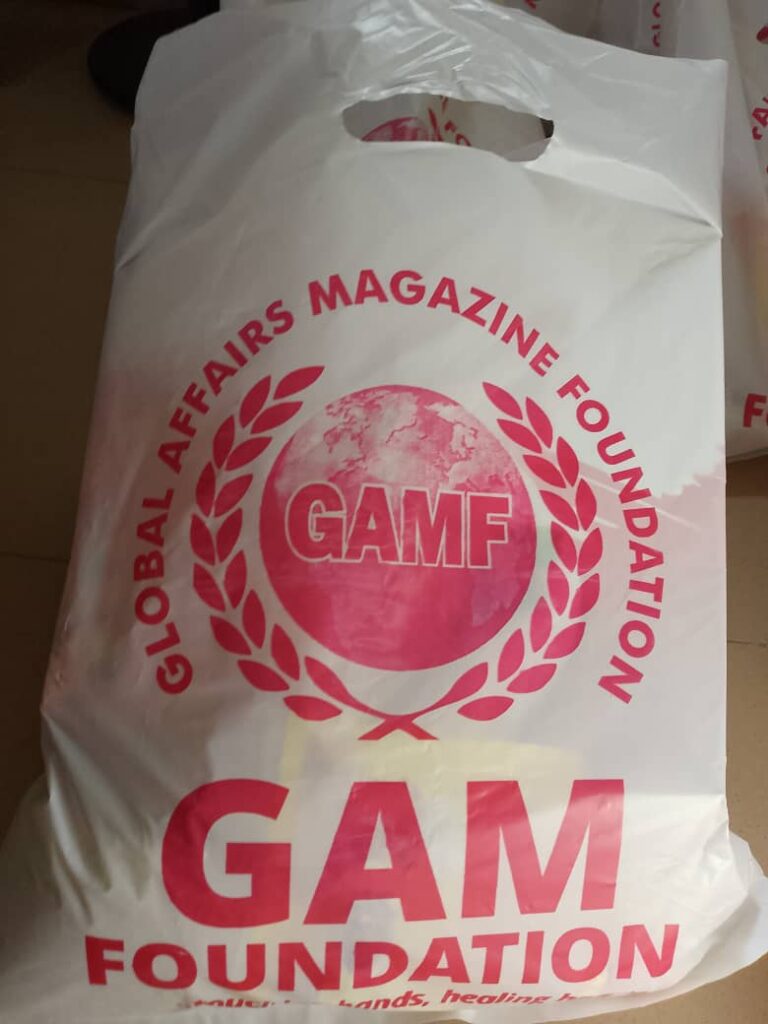 GLOBAL AFFAIRS MAGAZINE FOUNDATION
GAMF
GAM
FOUNDATION
hands, healing